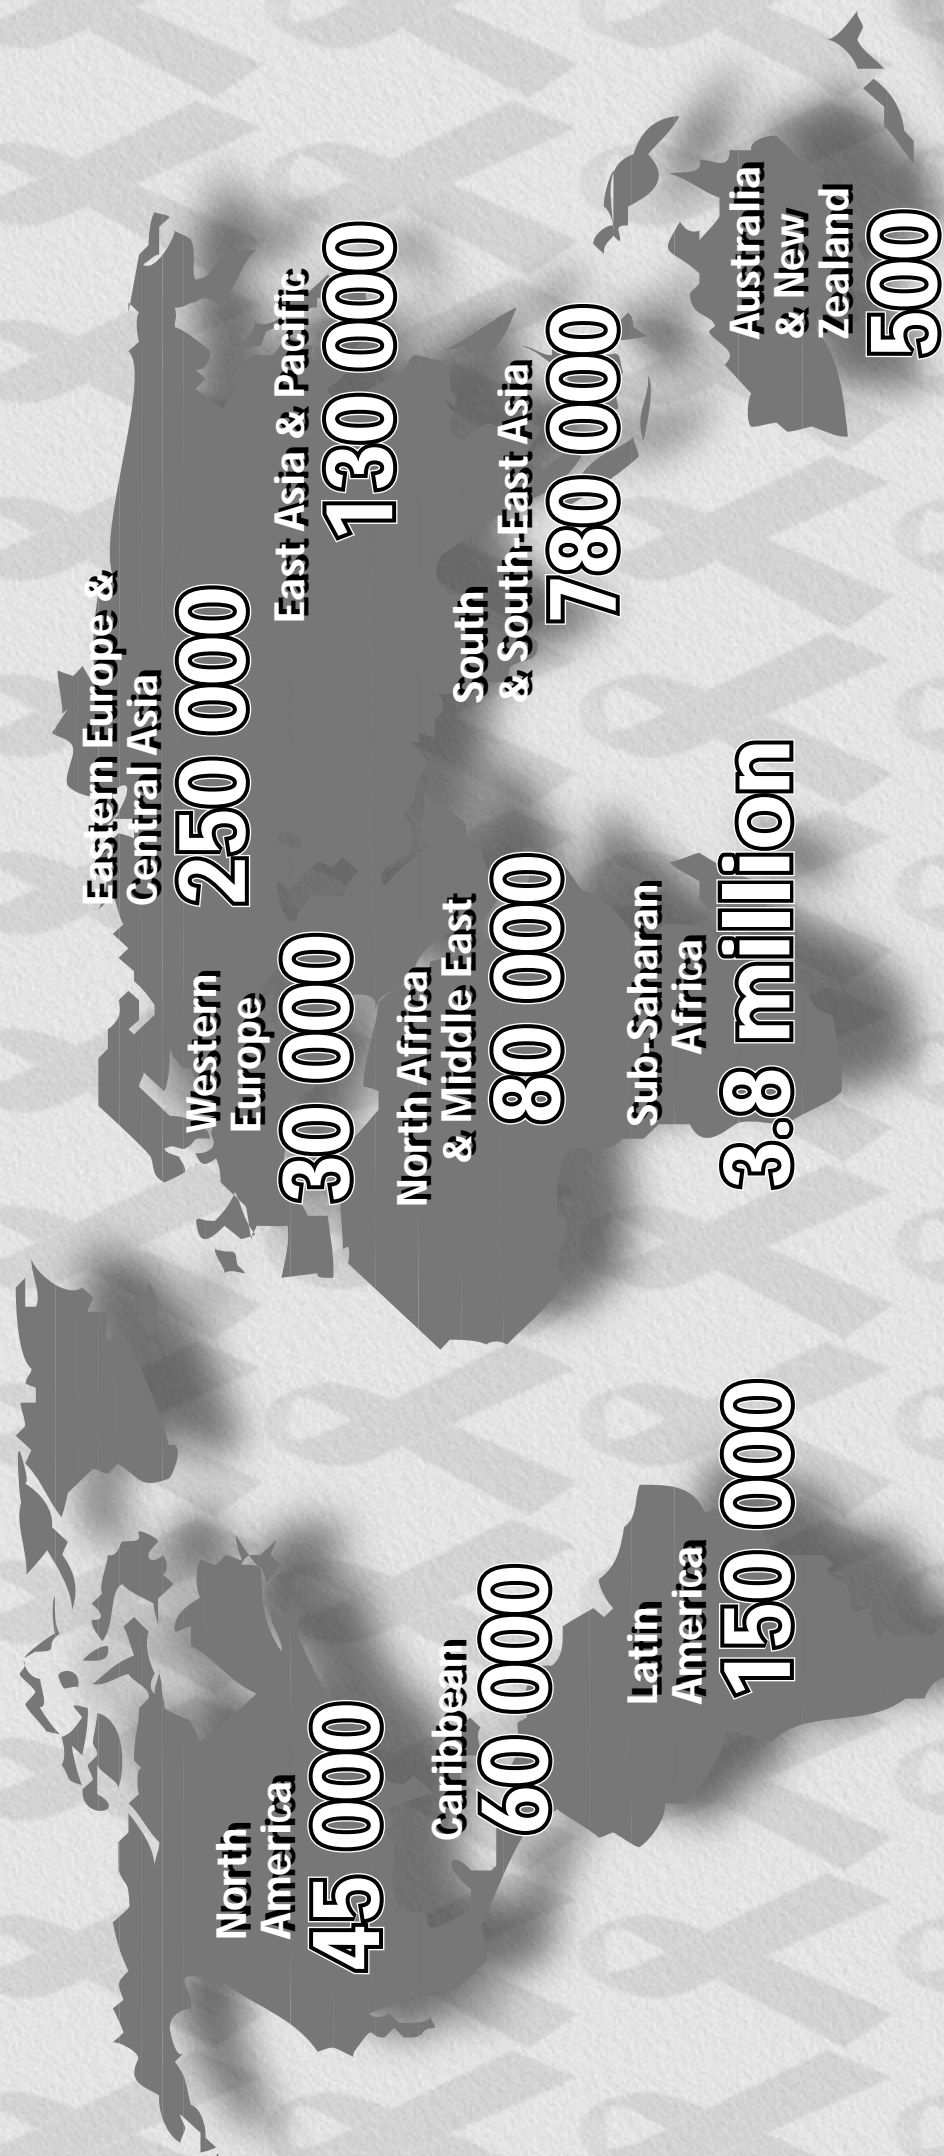 Eastern Europe &
Central Asia
250 000
Western
Europe
30 000
East Asia & Pacific
130 000
North
America
45 000
North Africa
& Middle East
80 000
South
& South-East Asia
780 000
Caribbean
60 000
Sub-Saharan
Africa
3.8 million
Latin
America
150 000
Australia
& New
Zealand
500